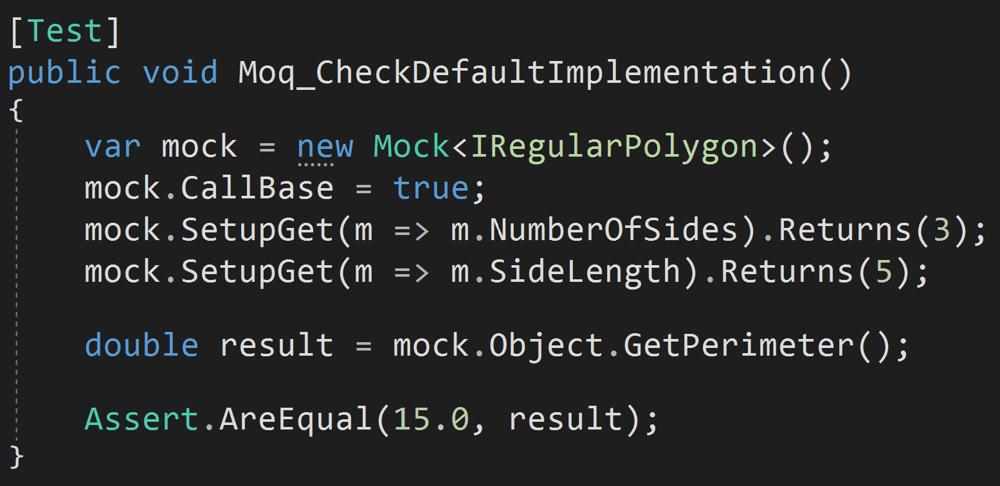 [Test]
public void Moq_CheckDefaultImplementation()
{
    var mock = new Mock<IRegularPolygon>();
    mock.CallBase = true;
    mock.SetupGet(m => m.NumberOfSides).Returns(3);
    mock.SetupGet(m => m.SideLength).Returns(5);

    double result = mock.Object.GetPerimeter();

    Assert.AreEqual(15.0, result);
}